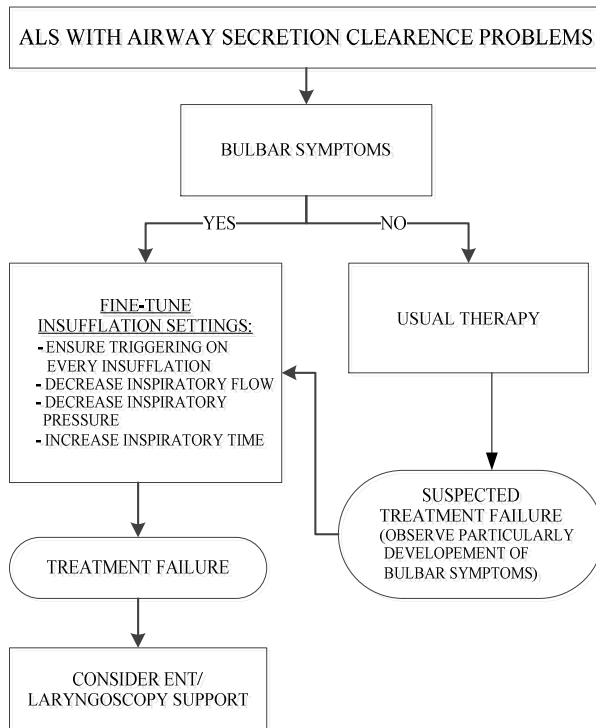 ALS WITH AIRWAY SECRETION CLEARENCE PROBLEMS
BULBAR SYMPTOMS
YES
NO
FINE-TUNE
INSUFFLATION SETTINGS:
- ENSURE TRIGGERING ON
EVERY INSUFFLATION
- DECREASE INSPIRATORY FLOW
- DECREASE INSPIRATORY
PRESSURE
- INCREASE INSPIRATORY TIME
USUAL THERAPY
SUSPECTED
TREATMENT FAILURE
(OBSERVE PARTICULARLY
DEVELOPEMENT OF
BULBAR SYMPTOMS)
TREATMENT FAILURE
CONSIDER ENT/
LARYNGOSCOPY SUPPORT